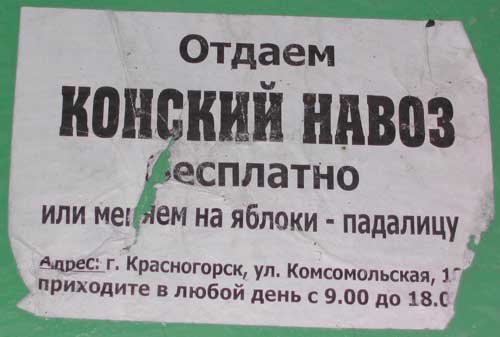 Отдаем
КОНСКИЙ НАВОЗ
бесплатно
или меняем на яблоки - падалицу
Адрес: г. Красногорск, ул. Комсомольская,
приходите в любой день с 9.00 до 18.0